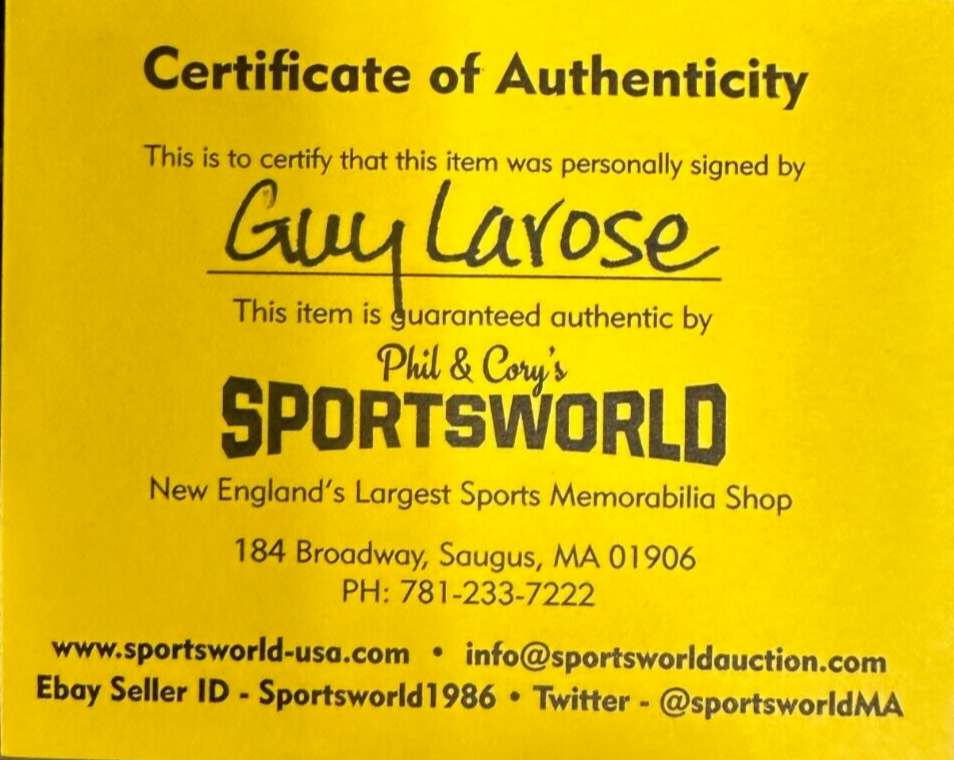 Certificate of Authenticity
This is to certify that this item was personally signed by
Guy Larose
This item is guaranteed authentic by
Phil & Cory's
SPORTSWORLD
New England's Largest Sports Memorabilia Shop
184 Broadway, Saugus, MA 01906
PH: 781-233-7222
www.sportsworld-usa.com • info@sportsworldauction.com
Ebay Seller ID - Sportsworld1986 • Twitter - @sportsworldMA